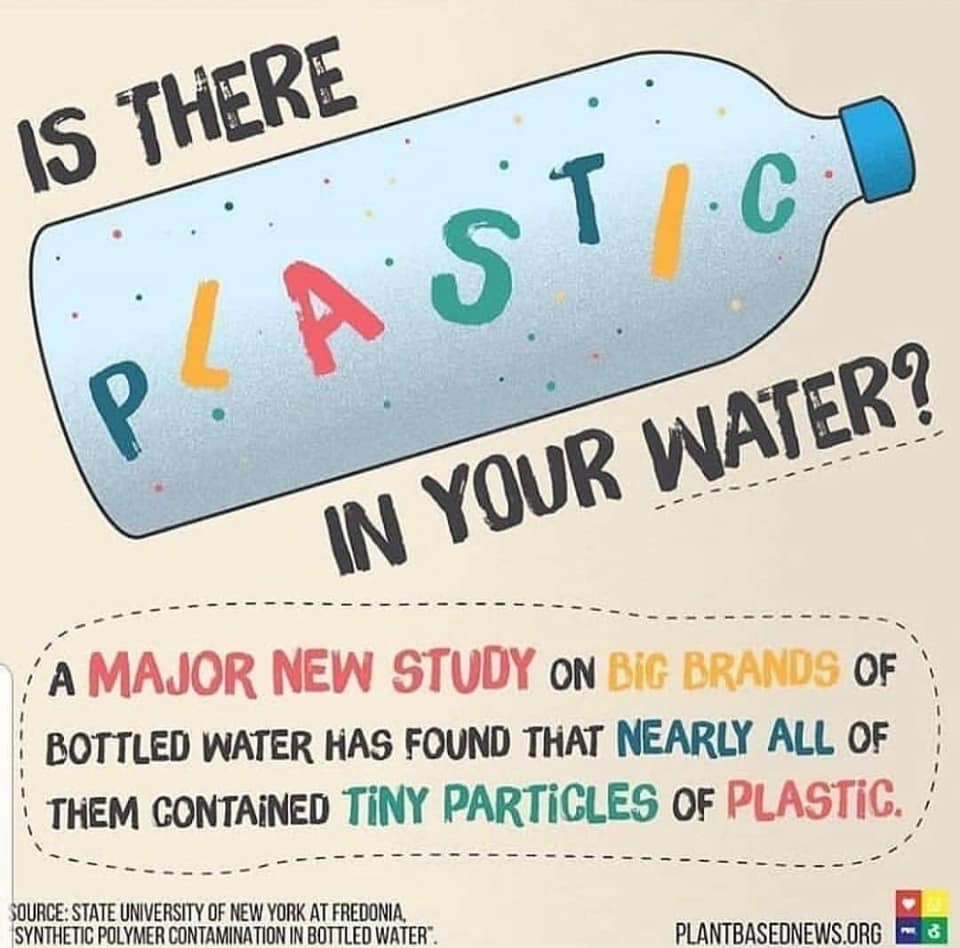 IS THERE
PLASTIC
IN YOUR WATER?
A MAJOR NEW STUDY ON BiG BRANDS OF
BOTTLED WATER HAS FOUND THAT NEARLY ALL OF
THEM CONTAiNED TiNY PARTiCLES OF PLASTiC.
SOURCE: STATE UNIVERSITY OF NEW YORK AT FREDONIA,
"SYNTHETIC POLYMER CONTAMINATION IN BOTTLED WATER".
PLANTBASEDNEWS.ORG